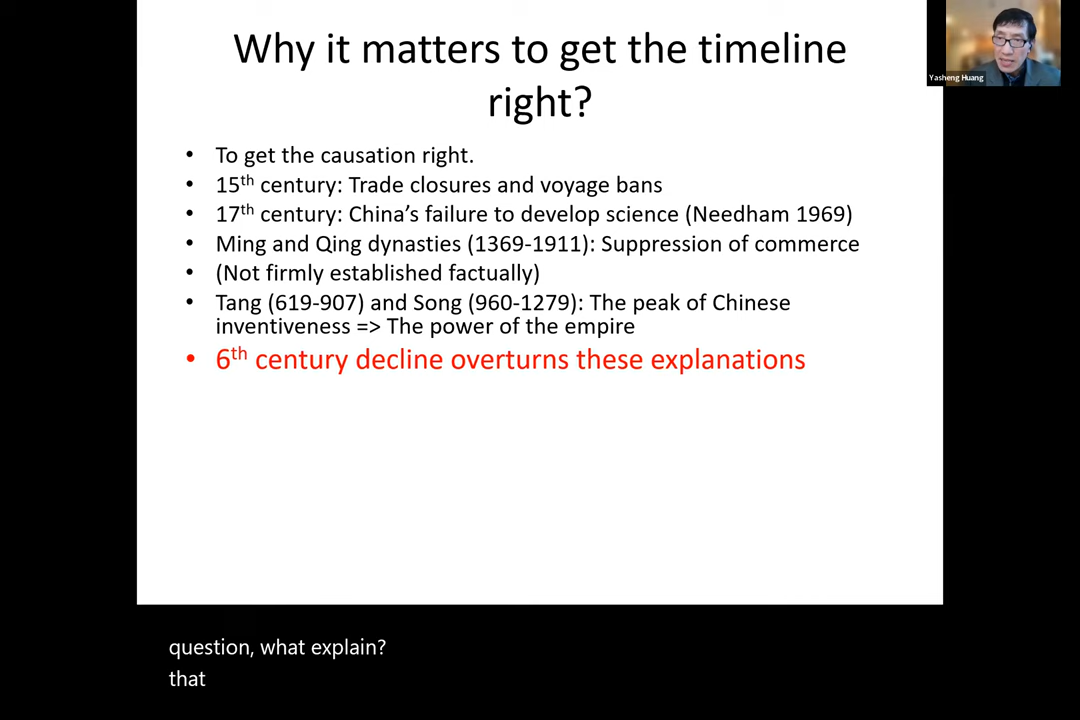 Why it matters to get the timeline
right?
Yasheng Huang
• To get the causation right.
• 15th century: Trade closures and voyage bans
• 17th century: China’s failure to develop science (Needham 1969)
• Ming and Qing dynasties (1369-1911): Suppression of commerce
• (Not firmly established factually)
• Tang (619-907) and Song (960-1279): The peak of Chinese
inventiveness => The power of the empire
• 6th century decline overturns these explanations
question, what explain?
that